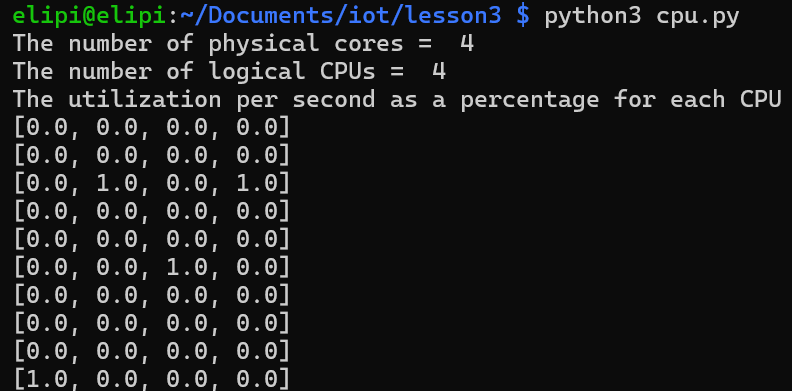 elipi@elipi:~/Documents/iot/lesson3 $ python3 cpu.py
The number of physical cores =  4
The number of logical CPUs =  4
The utilization per second as a percentage for each CPU
[0.0, 0.0, 0.0, 0.0]
[0.0, 0.0, 0.0, 0.0]
[0.0, 1.0, 0.0, 1.0]
[0.0, 0.0, 0.0, 0.0]
[0.0, 0.0, 0.0, 0.0]
[0.0, 0.0, 1.0, 0.0]
[0.0, 0.0, 0.0, 0.0]
[0.0, 0.0, 0.0, 0.0]
[0.0, 0.0, 0.0, 0.0]
[1.0, 0.0, 0.0, 0.0]